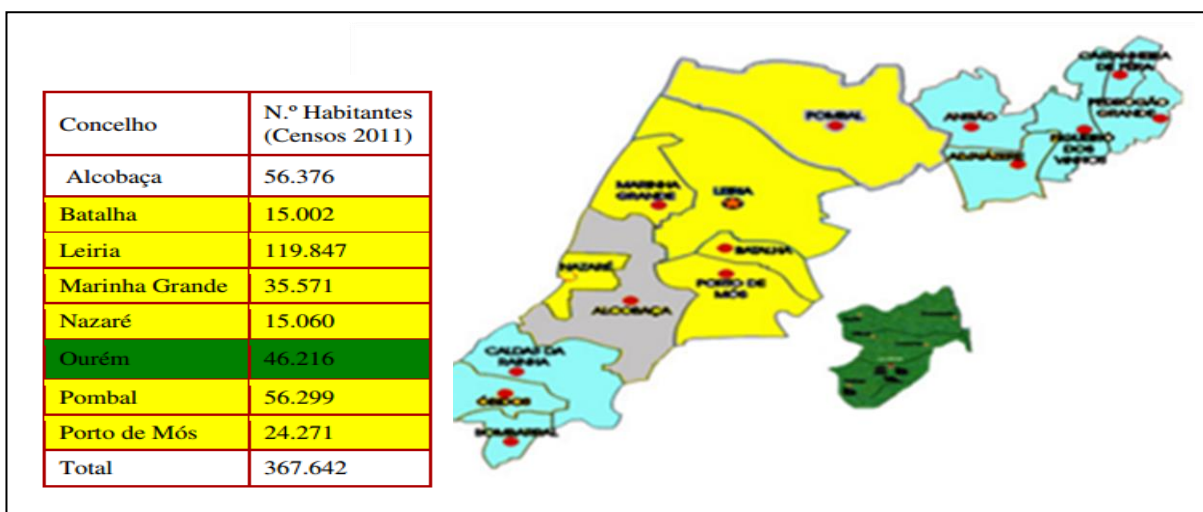 Concelho
N.º Habitantes
(Censos 2011)
Alcobaça
56.376
Batalha
15.002
Leiria
119.847
Marinha Grande
35.571
Nazaré
15.060
Ourém
46.216
Pombal
56.299
Porto de Mós
24.271
Total
367.642
CASTANHEIRA
DE PÊRA
PEDROGÃO
GRANDE
ANSIÃO
POMBAL
FIGUEIRÓ
DOS
VINHOS
ALVAIÁZERE
MARINHA
GRANDE
LEIRIA
BATALHA
NAZARÉ
PORTO DE
MÓS
ALCOBAÇA
CALDAS DA
RAINHA
ÓBIDOS
BOMBARRAL